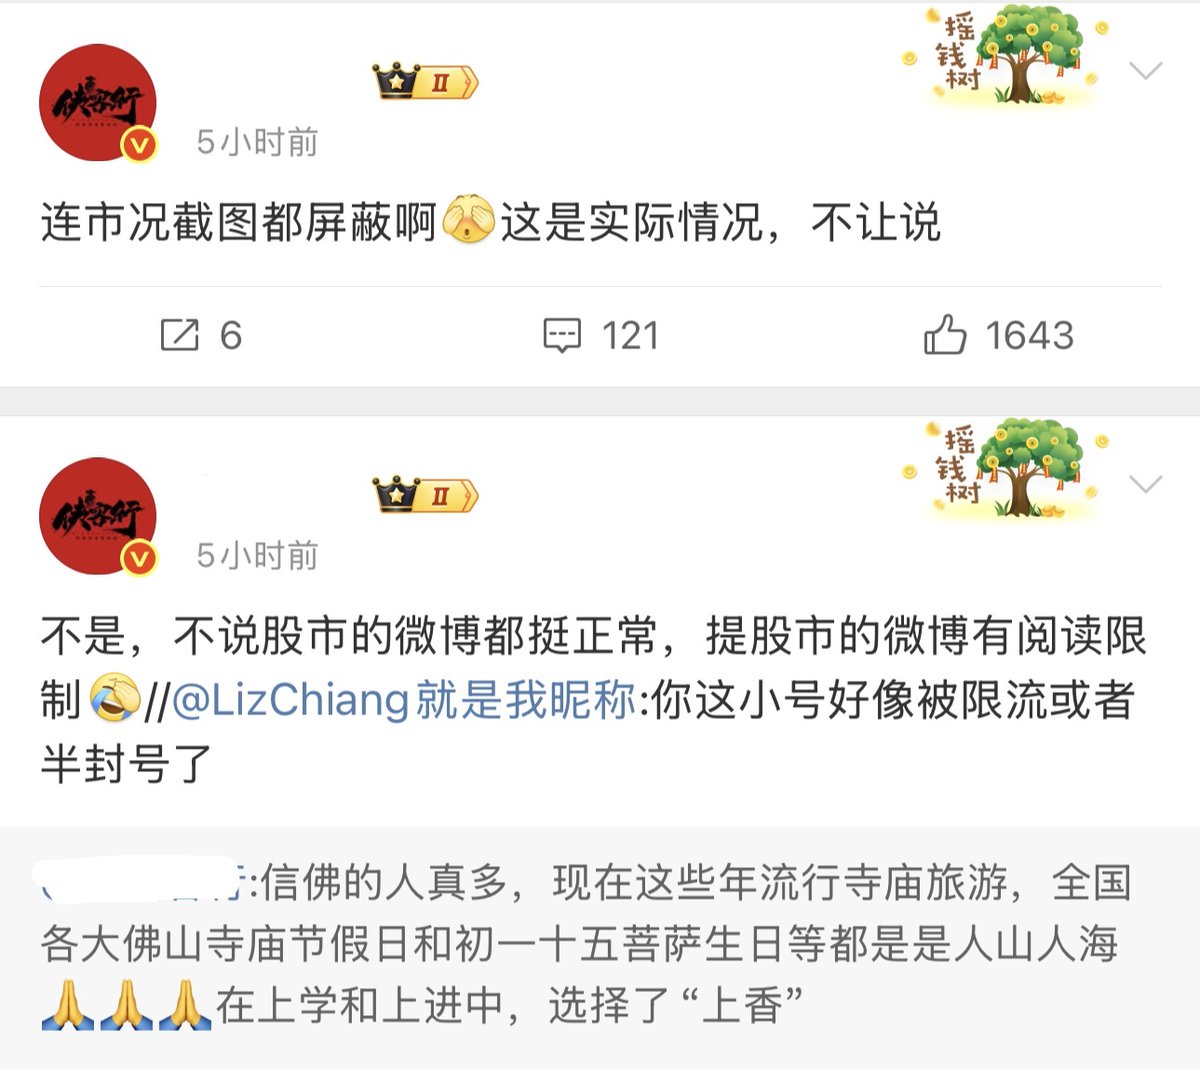 摇
钱
树
侠客行
II
5小时前
连市况截图都屏蔽啊🫣这是实际情况，不让说
6
121
1643
摇
钱
树
侠客行
II
5小时前
不是，不说股市的微博都挺正常，提股市的微博有阅读限
制🤣//@LizChiang就是我昵称:你这小号好像被限流或者
半封号了
:信佛的人真多，现在这些年流行寺庙旅游，全国
各大佛山寺庙节假日和初一十五菩萨生日等都是是人山人海
🙏🙏🙏在上学和上进中，选择了“上香”